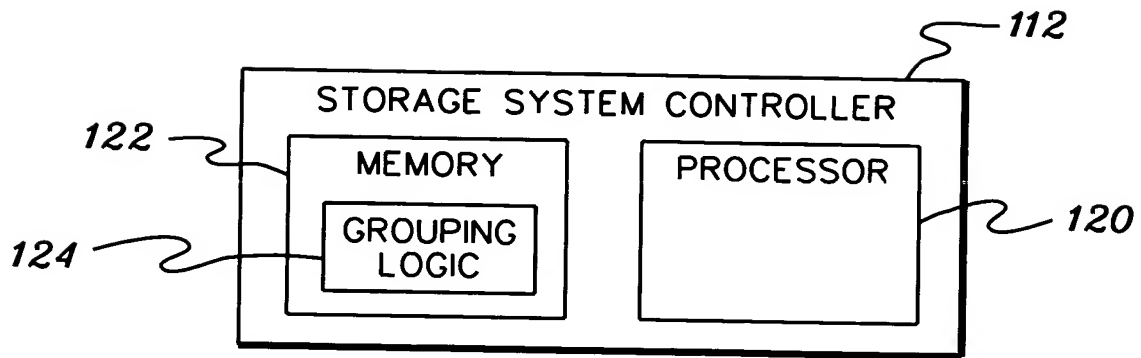 112
STORAGE SYSTEM CONTROLLER
122
MEMORY
PROCESSOR
GROUPING
LOGIC
124
120